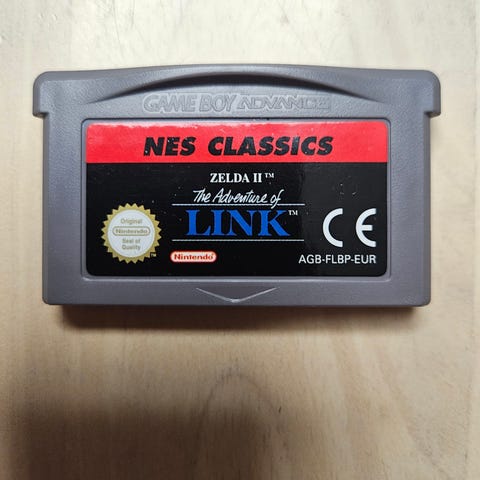 GAME BOY ADVANCE
NES CLASSICS
ZELDA II™
The Adventure of
LINK™
Original
Nintendo
Seal of
Quality
Nintendo
CE
AGB-FLBP-EUR